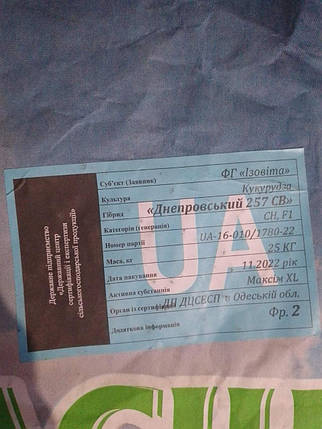 Державне підприємство
«Державний центр
сертифікації і експертизи
сільськогосподарської продукції»
UA
Суб'єкт (Заявник) ФГ «Ізовіта»
Культура Кукурудза
Гібрид «Днепровський 257 СВ»
Категорія (генерація) СН, F1
Номер партії UA-16-010/1780-22
Маса, кг 25 КГ
Дата пакування 11.2022 рік
Активна субстанція Максім XL
Орган із сертифікації ДП ДЦСЕСП в Одеській обл.
Додаткова інформація Фр. 2